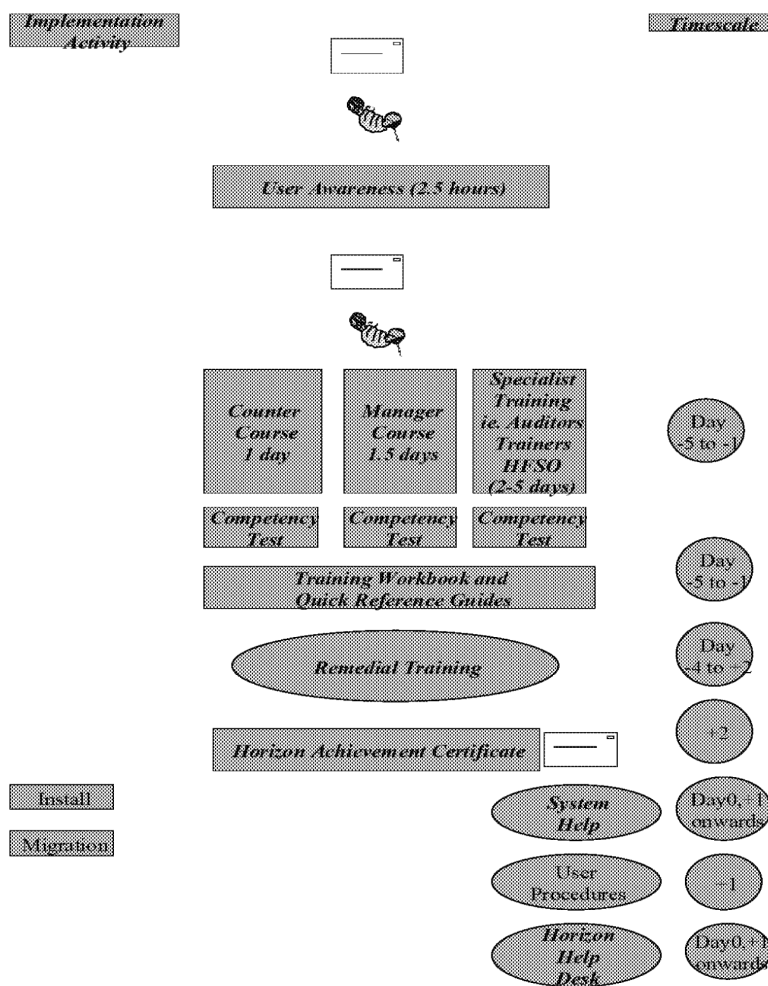 Implementation
Activity
Timescale
User Awareness (2.5 hours)
Counter
Course
1 day
Manager
Course
1.5 days
Specialist
Training
ie. Auditors
Trainers
HFSO
(2-5 days)
Day
-5 to -1
Competency
Test
Competency
Test
Competency
Test
Training Workbook and
Quick Reference Guides
Day
-5 to -1
Remedial Training
Day
-4 to +2
Horizon Achievement Certificate
+2
Install
System
Help
Day0,+1
onwards
Migration
User
Procedures
Horizon
Help
Desk
Day0,+1
onwards